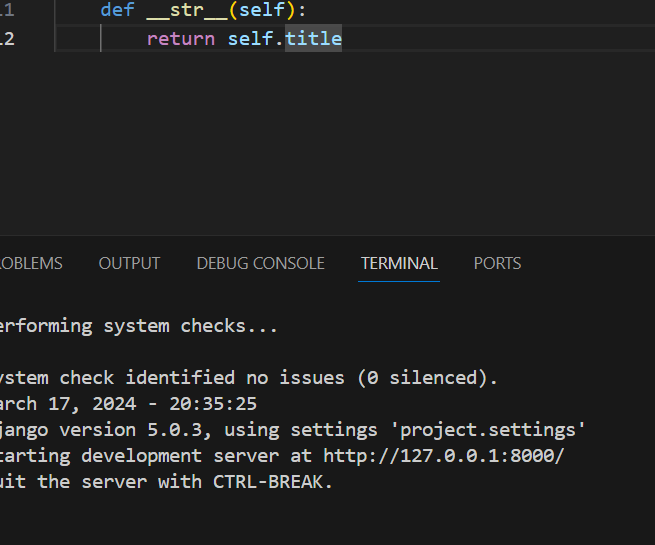 11 def __str__(self):
12 return self.title
OBLEMS OUTPUT DEBUG CONSOLE TERMINAL PORTS
erforming system checks...
ystem check identified no issues (0 silenced).
arch 17, 2024 - 20:35:25
jango version 5.0.3, using settings 'project.settings'
tarting development server at http://127.0.0.1:8000/
uit the server with CTRL-BREAK.